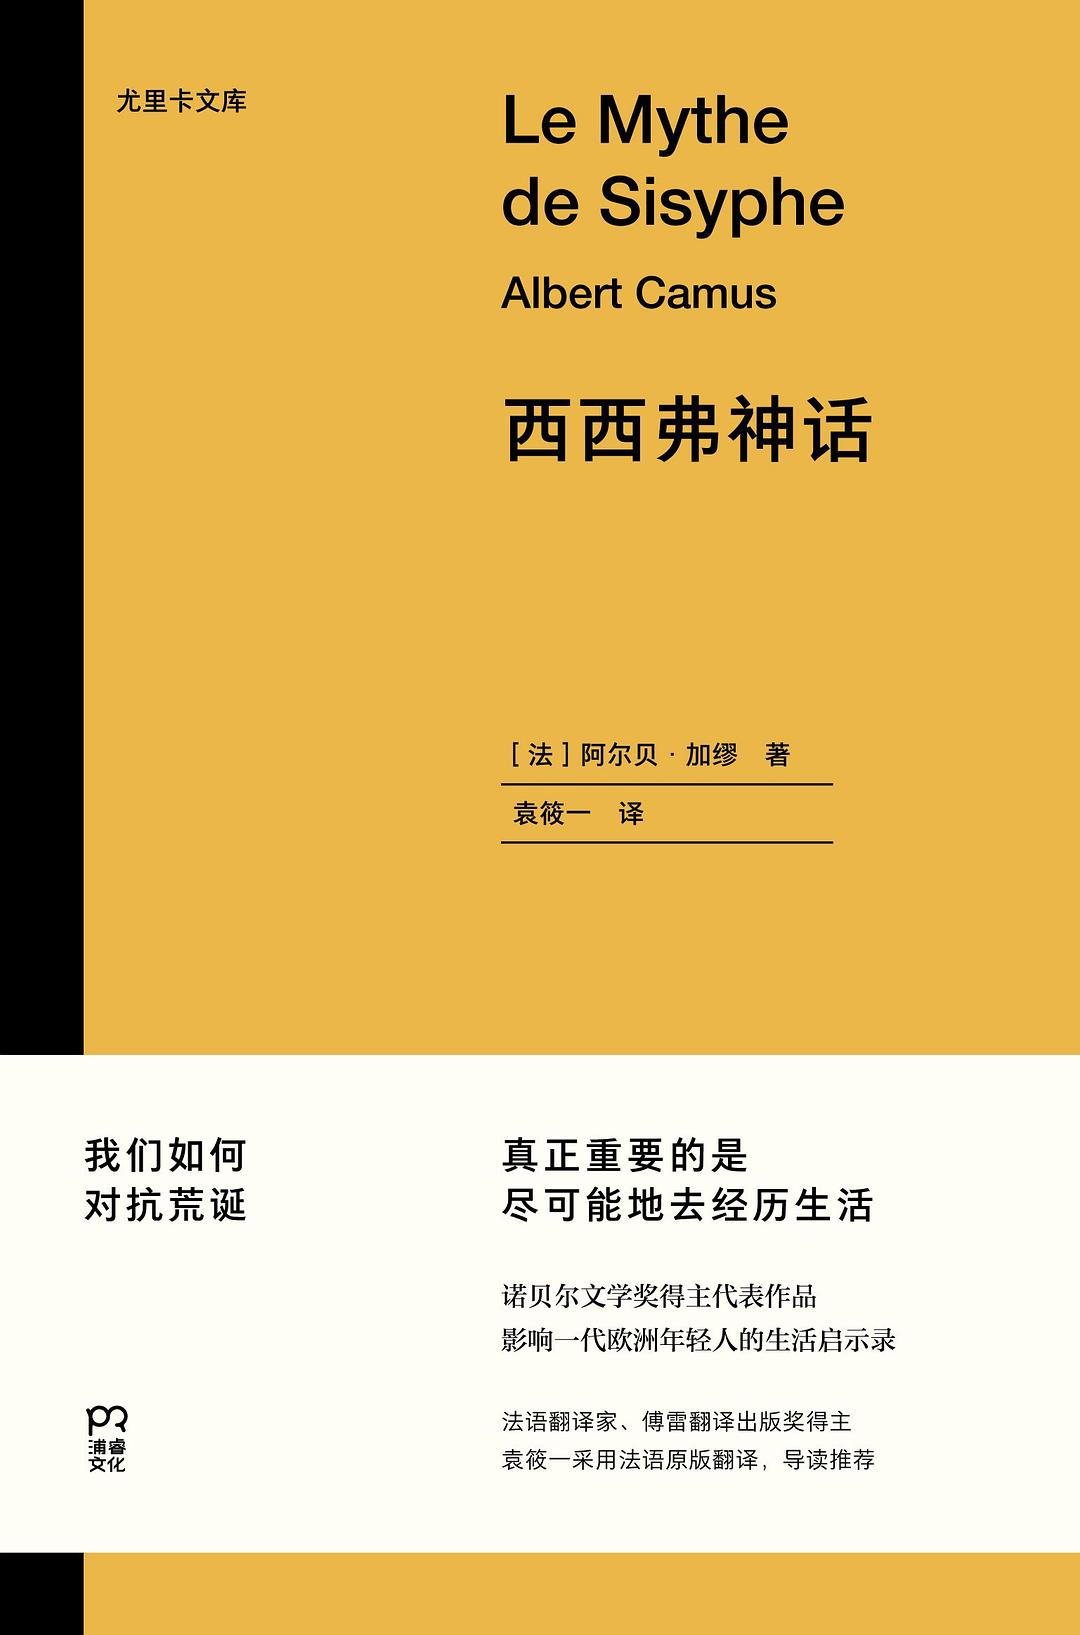 尤里卡文库
Le Mythe
de Sisyphe
Albert Camus
西西弗神话
［法］阿尔贝·加缪　著
袁筱一　译
我们如何
对抗荒诞
真正重要的是
尽可能地去经历生活
诺贝尔文学奖得主代表作品
影响一代欧洲年轻人的生活启示录
法语翻译家、傅雷翻译出版奖得主
袁筱一采用法语原版翻译，导读推荐
浦睿
文化